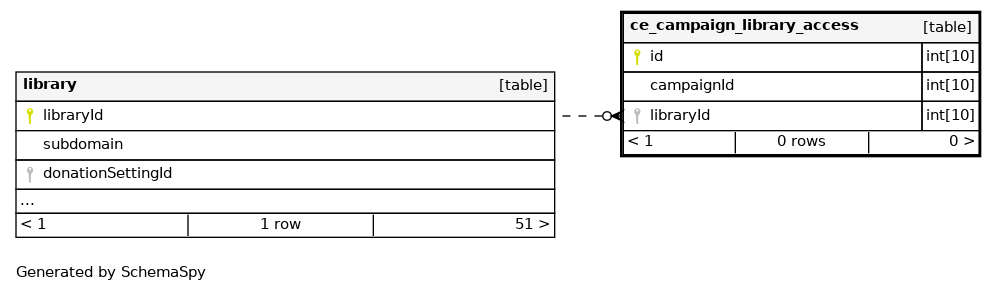 ce_campaign_library_access [table]
id int[10]
campaignId int[10]
libraryId int[10]
< 1 0 rows 0 >
library [table]
libraryId
subdomain
donationSettingId
...
< 1 1 row 51 >
Generated by SchemaSpy